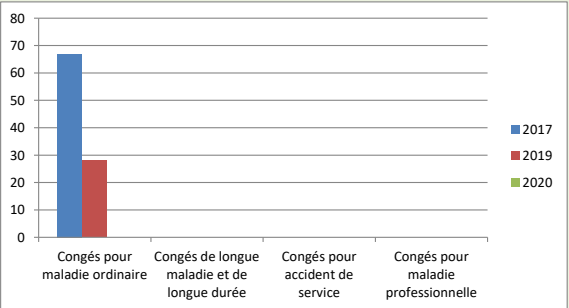 80
70
60
50
40
30
20
10
0
2017
2019
2020
Congés pour
maladie ordinaire
Congés de longue
maladie et de
longue durée
Congés pour
accident de
service
Congés pour
maladie
professionnelle